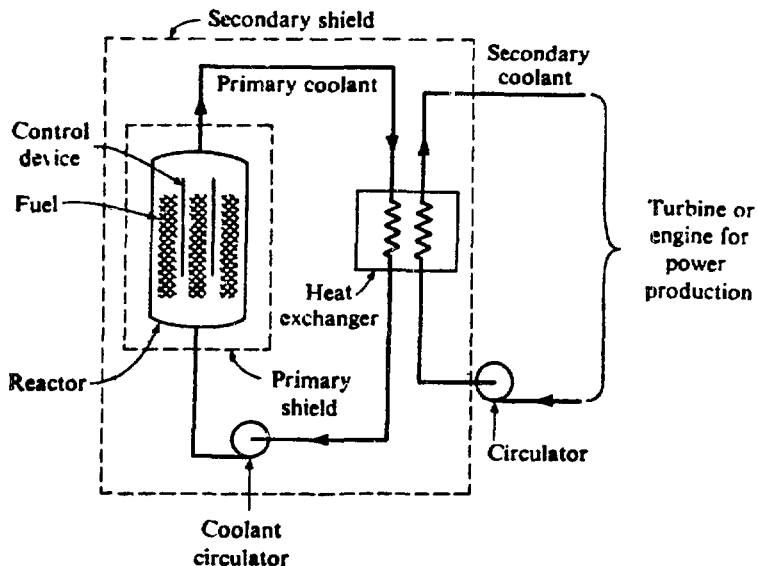 Secondary shield
Secondary
coolant
Primary coolant
Control
device
Fuel
Turbine or
engine for
power
production
Heat
exchanger
Reactor
Primary
shield
Circulator
Coolant
circulator